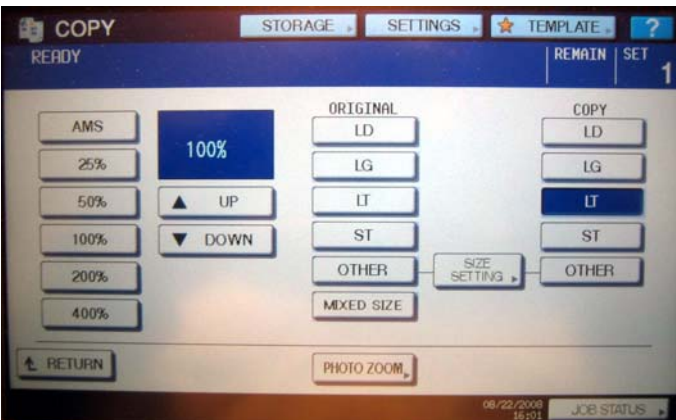 COPY STORAGE SETTINGS TEMPLATE ?
READY REMAIN SET
1
ORIGINAL COPY
AMS 100% LD LD
25% LG LG
50% UP LT LT
100% DOWN ST ST
200% OTHER SIZE SETTING OTHER
400% MIXED SIZE
RETURN PHOTO ZOOM
08/22/2008
16:01 JOB STATUS